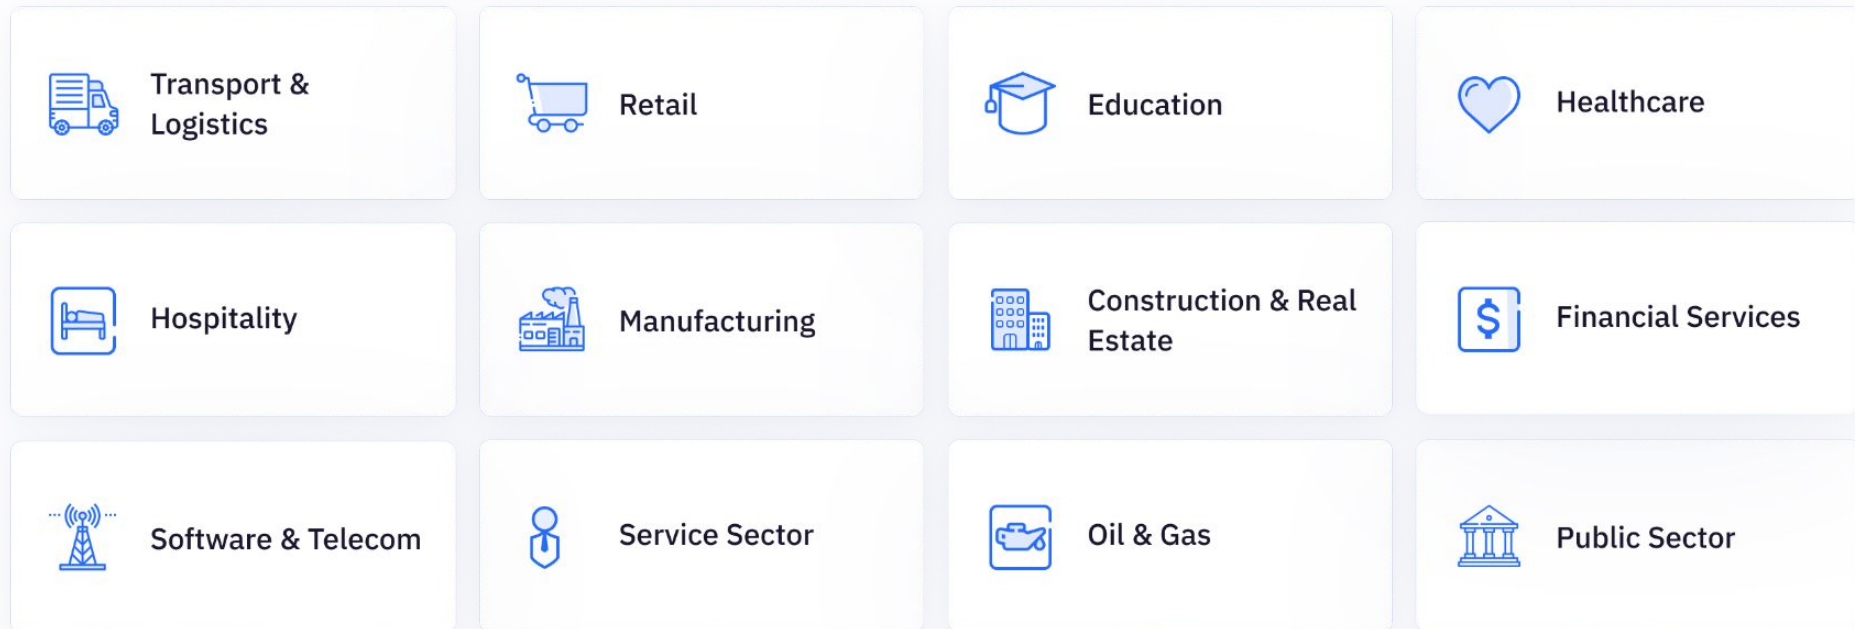 Transport &
Logistics
Retail
Education
Healthcare
Hospitality
Manufacturing
Construction & Real
Estate
$
Financial Services
Software & Telecom
Service Sector
Oil & Gas
Public Sector